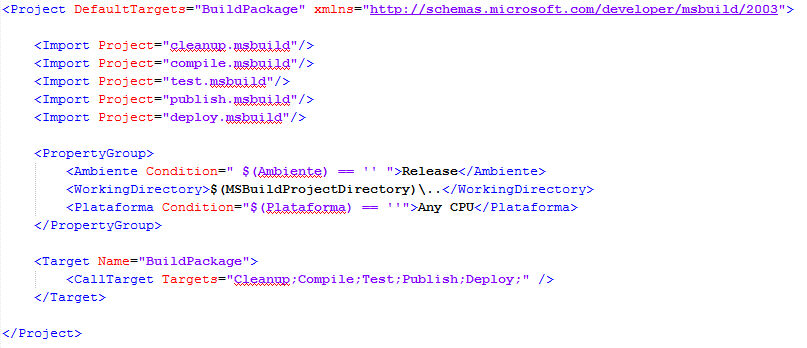 <Project DefaultTargets="BuildPackage" xmlns="http://schemas.microsoft.com/developer/msbuild/2003">
<Import Project="cleanup.msbuild"/>
<Import Project="compile.msbuild"/>
<Import Project="test.msbuild"/>
<Import Project="publish.msbuild"/>
<Import Project="deploy.msbuild"/>
<PropertyGroup>
<Ambiente Condition=" $(Ambiente) == '' ">Release</Ambiente>
<WorkingDirectory>$(MSBuildProjectDirectory)\..</WorkingDirectory>
<Plataforma Condition="$(Plataforma) == ''">Any CPU</Plataforma>
</PropertyGroup>
<Target Name="BuildPackage">
<CallTarget Targets="Cleanup;Compile;Test;Publish;Deploy;" />
</Target>
</Project>